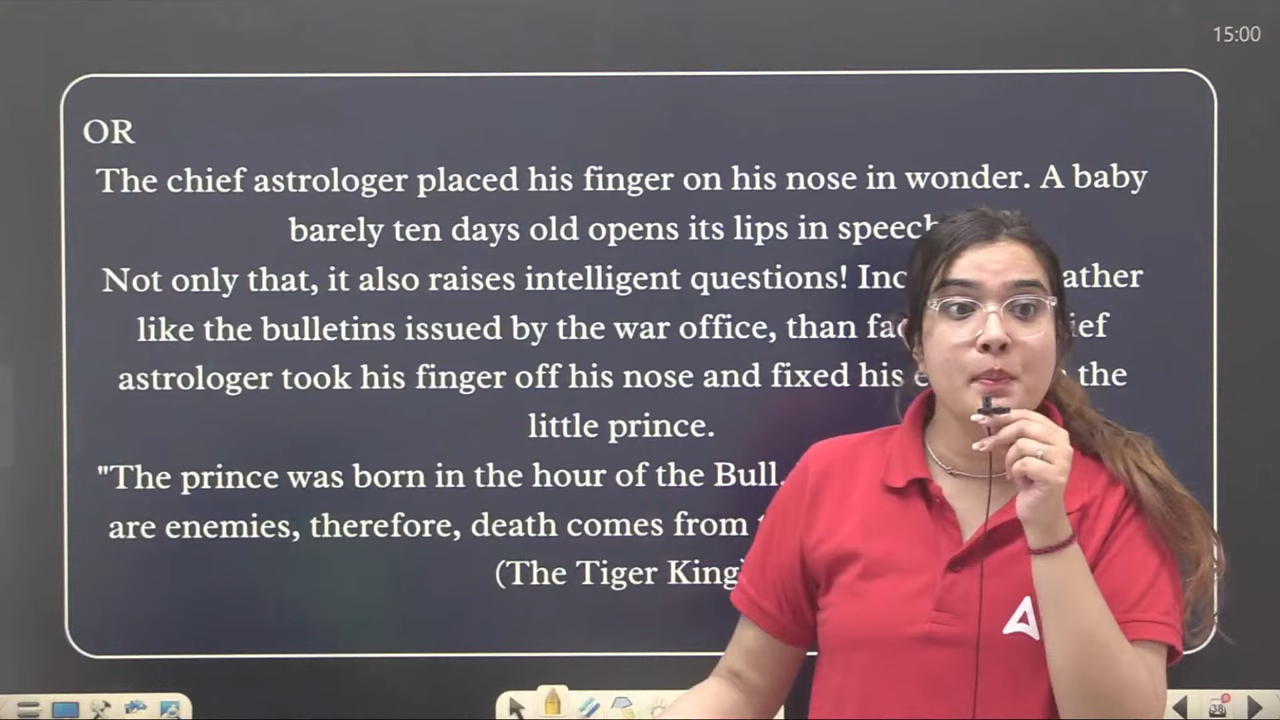 15:00
OR
The chief astrologer placed his finger on his nose in wonder. A baby
barely ten days old opens its lips in speech
Not only that, it also raises intelligent questions!
like the bulletins issued by the war office, than
astrologer took his finger off his nose and fixed his the
little prince.
"The prince was born in the hour of the Bull.
are enemies, therefore, death comes from
(The Tiger King
38